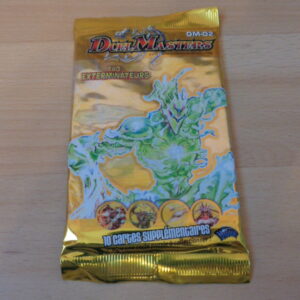 DM-02
DUEL MASTERS
EXTERMINATEURS
10 CARTES SUPPLÉMENTAIRES